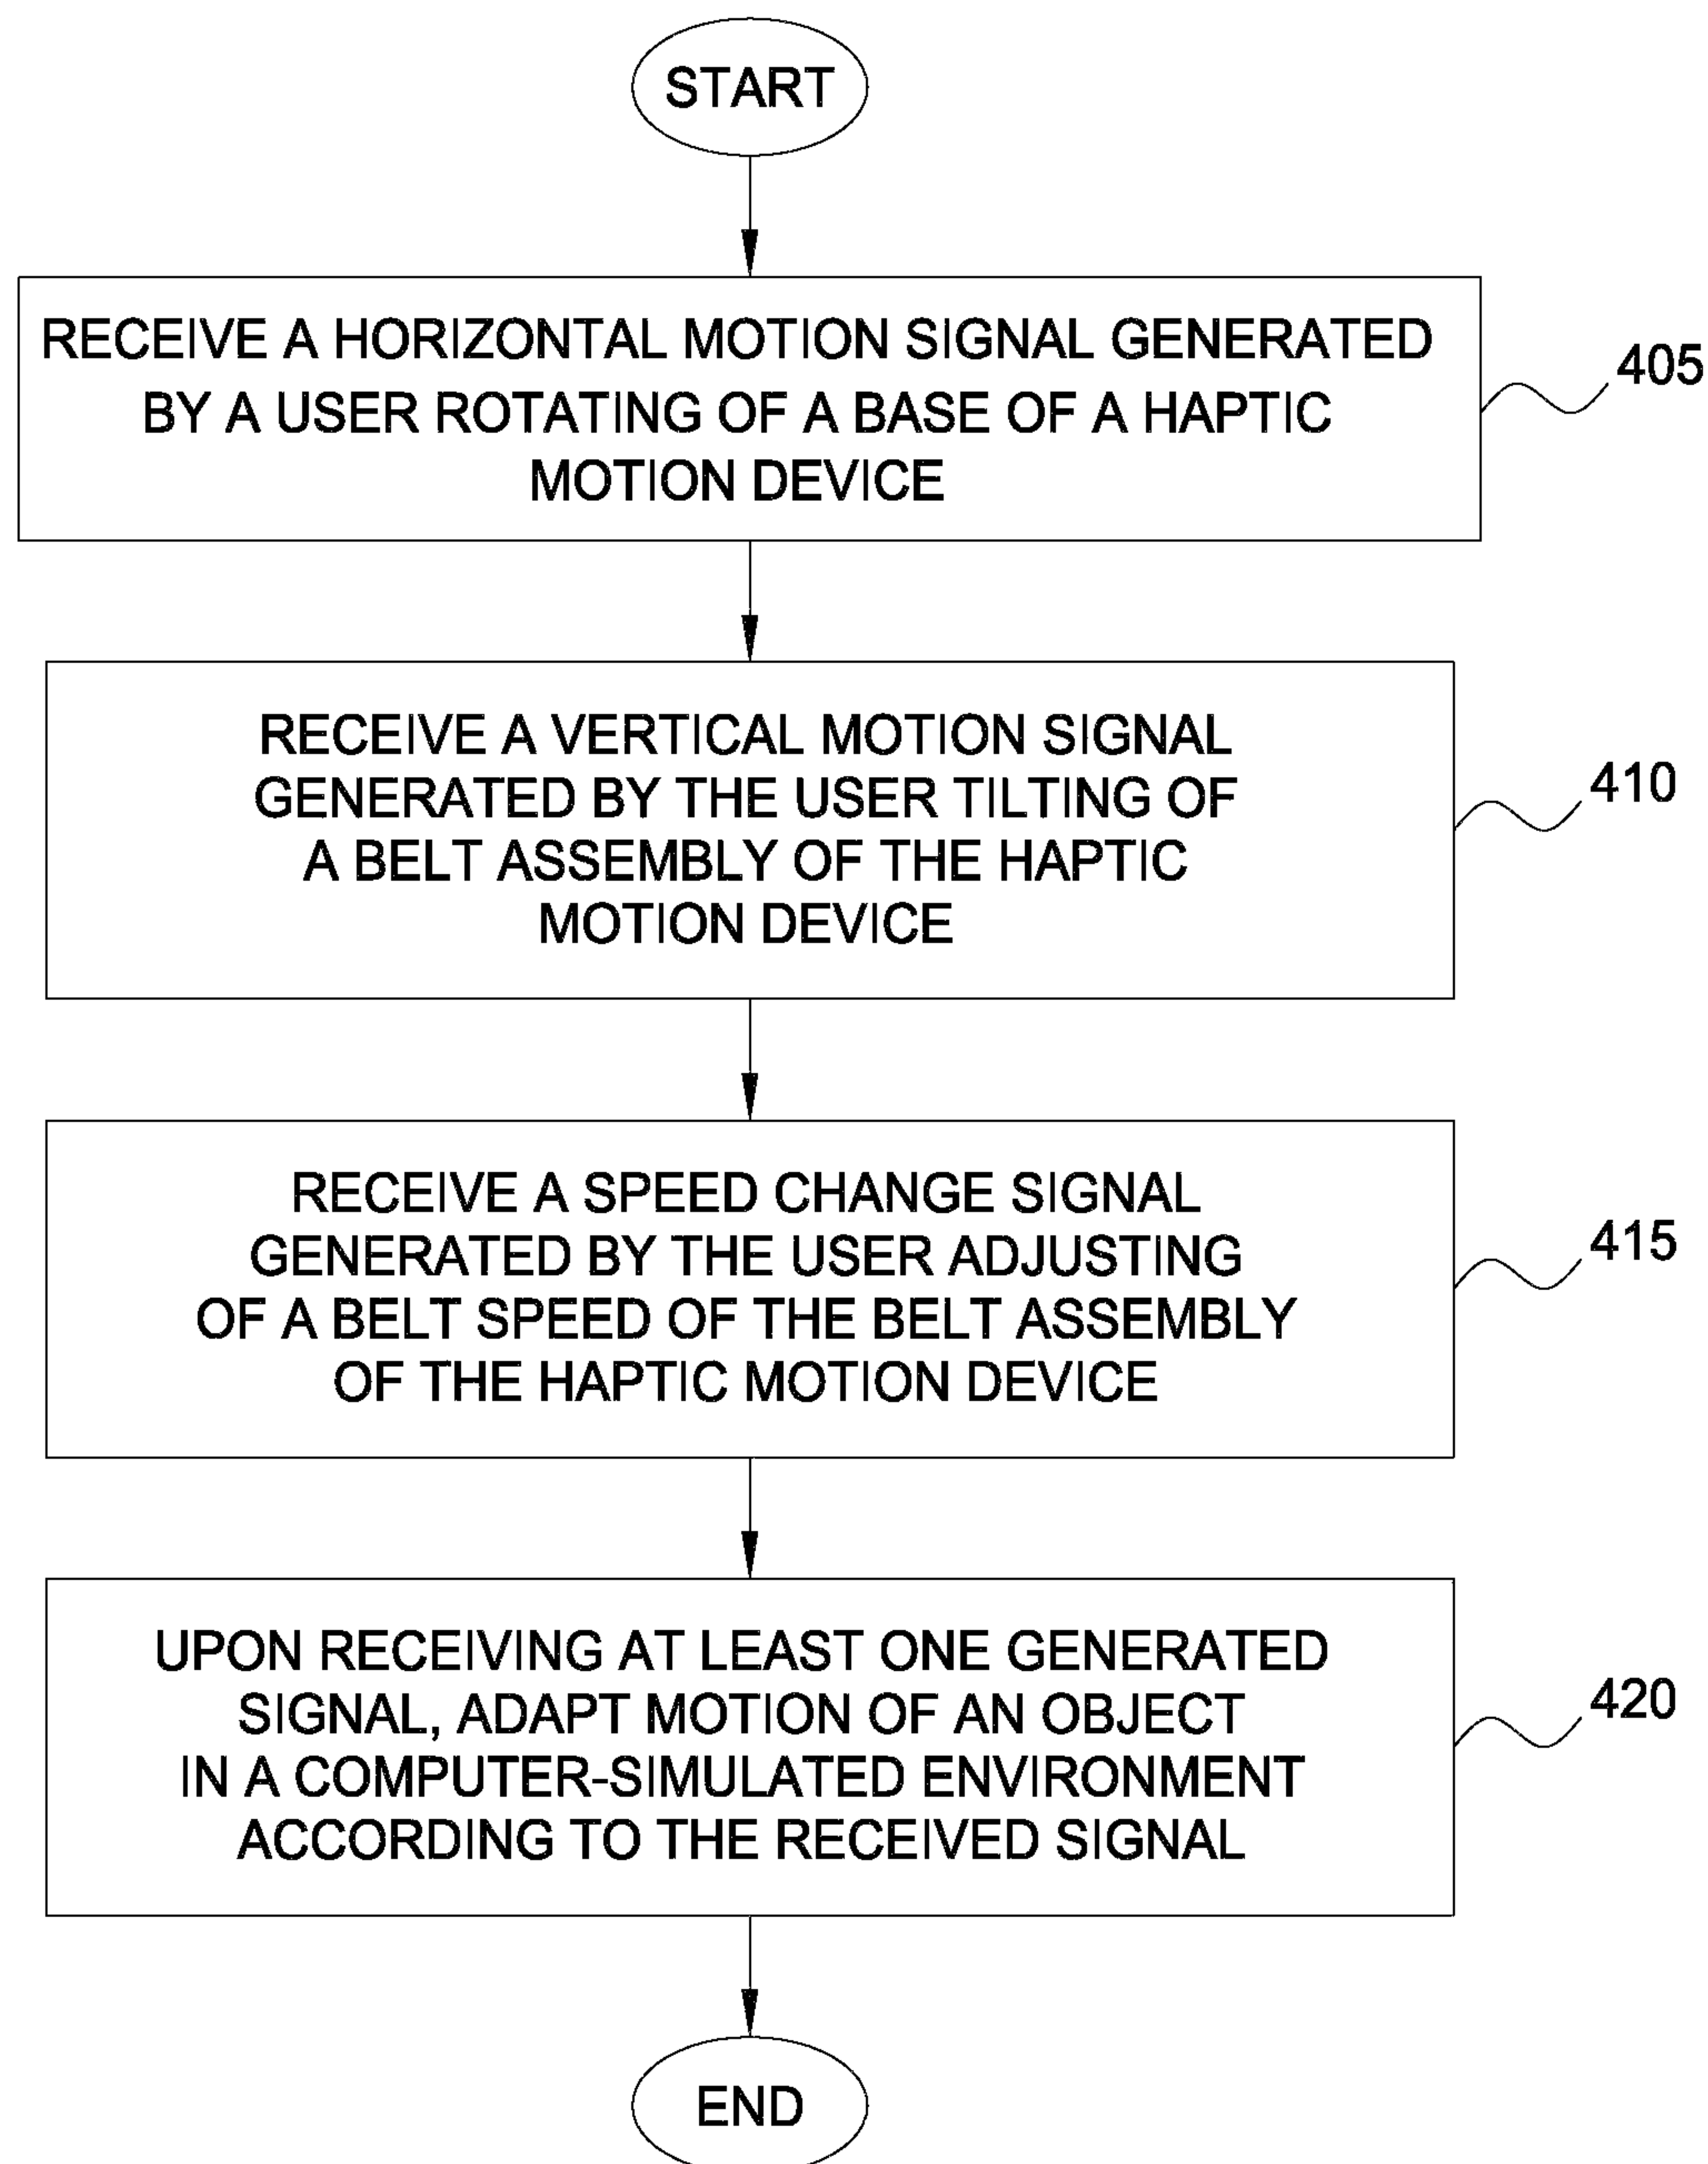 START
RECEIVE A HORIZONTAL MOTION SIGNAL GENERATED
BY A USER ROTATING OF A BASE OF A HAPTIC
MOTION DEVICE
405
RECEIVE A VERTICAL MOTION SIGNAL
GENERATED BY THE USER TILTING OF
A BELT ASSEMBLY OF THE HAPTIC
MOTION DEVICE
410
RECEIVE A SPEED CHANGE SIGNAL
GENERATED BY THE USER ADJUSTING
OF A BELT SPEED OF THE BELT ASSEMBLY
OF THE HAPTIC MOTION DEVICE
415
UPON RECEIVING AT LEAST ONE GENERATED
SIGNAL, ADAPT MOTION OF AN OBJECT
IN A COMPUTER-SIMULATED ENVIRONMENT
ACCORDING TO THE RECEIVED SIGNAL
420
END